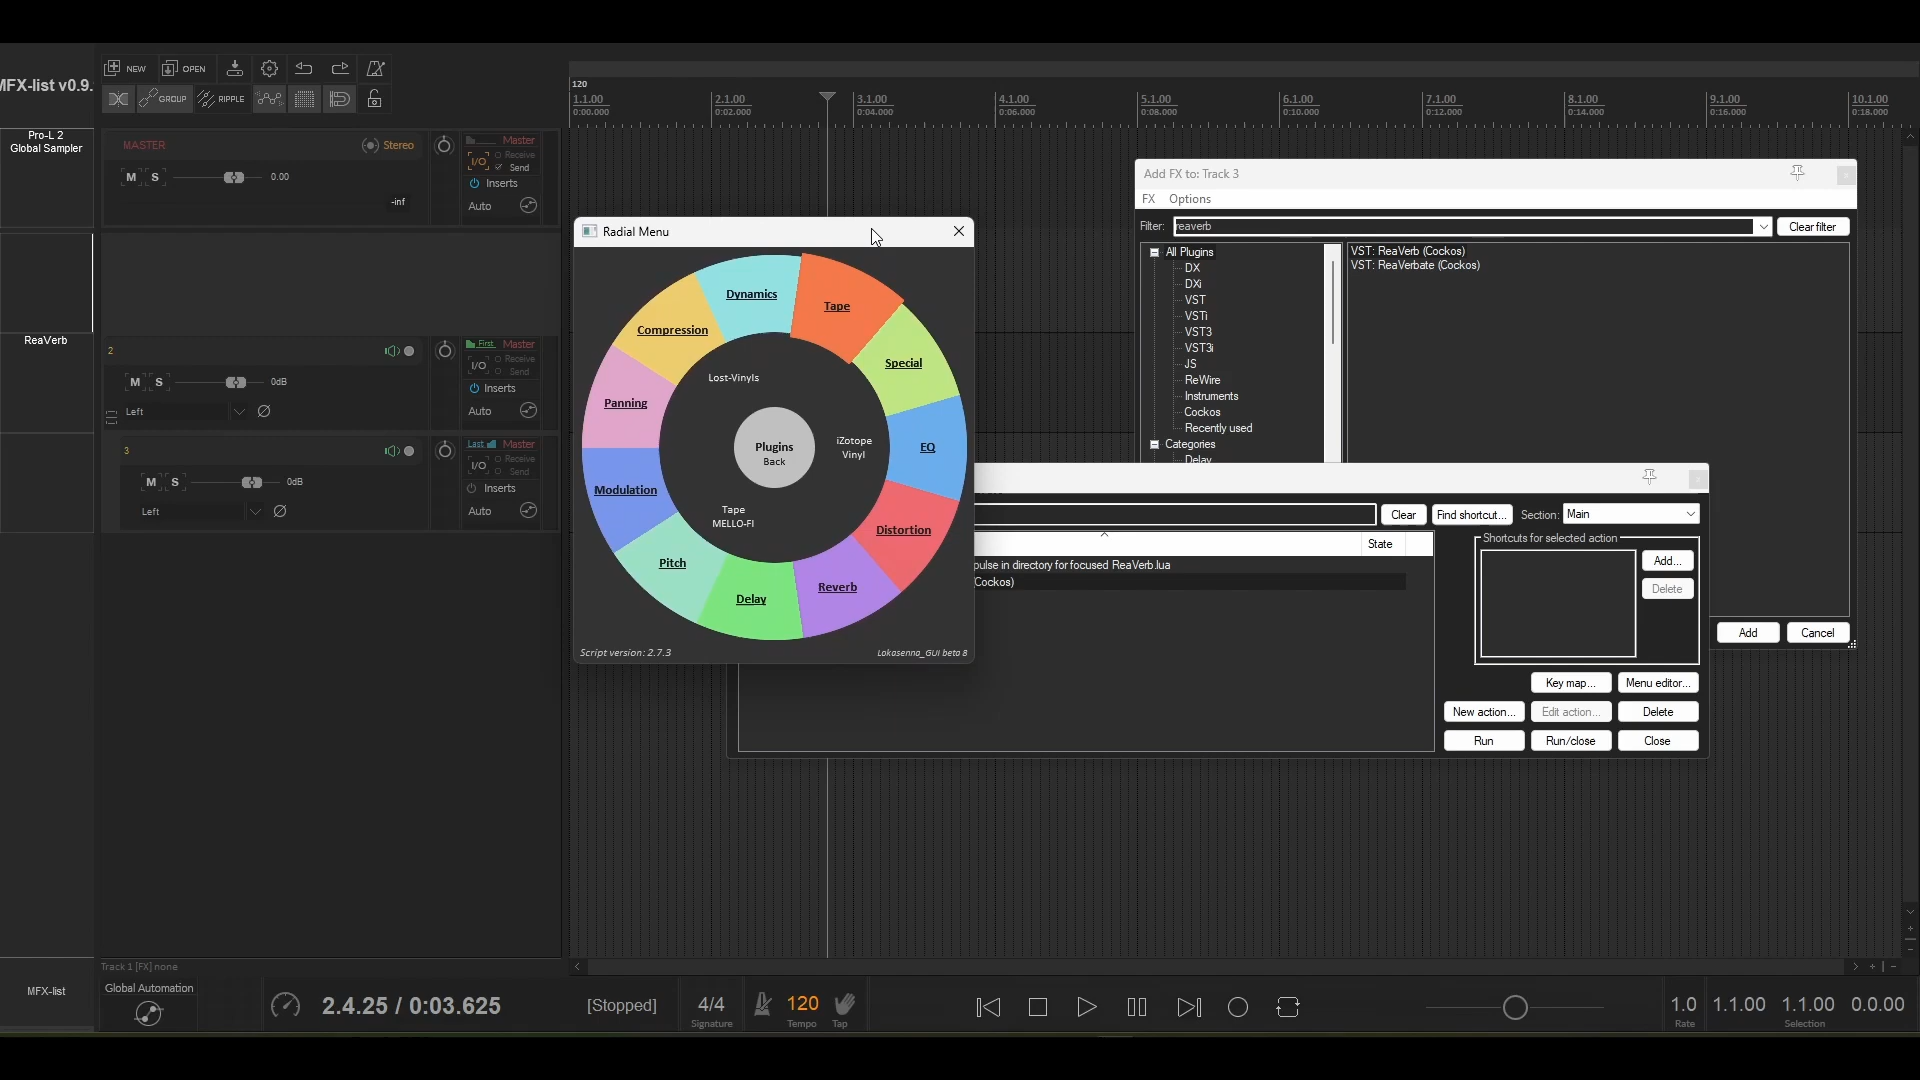 MFX-list v0.9.
NEW
OPEN
GROUP
RIPPLE
Pro-L 2
Global Sampler
ReaVerb
MASTER
Stereo
M S
0.00
-inf
Master
I/O
Receive
Send
Inserts
Auto
2
M S
0dB
Left
First
Master
I/O
Receive
Send
Inserts
Auto
3
M S
0dB
Left
Last
Master
I/O
Receive
Send
Inserts
Auto
120
1.1.00
0:00.000
2.1.00
0:02.000
3.1.00
0:04.000
4.1.00
0:06.000
5.1.00
0:08.000
6.1.00
0:10.000
7.1.00
0:12.000
8.1.00
0:14.000
9.1.00
0:16.000
10.1.00
0:18.000
Radial Menu
Dynamics
Tape
Compression
Special
Panning
EQ
Modulation
Distortion
Pitch
Delay
Reverb
Lost-Vinyls
iZotope
Vinyl
Tape
MELLO-FI
Plugins
Back
Script version: 2.7.3
Lokasenna_GUI beta 8
Add FX to: Track 3
FX Options
Filter:
reaverb
Clear filter
All Plugins
DX
DXi
VST
VSTi
VST3
VST3i
JS
ReWire
Instruments
Cockos
Recently used
Categories
Delay
VST: ReaVerb (Cockos)
VST: ReaVerbate (Cockos)
Add
Cancel
Clear
Find shortcut...
Section:
Main
State
pulse in directory for focused ReaVerb.lua
Cockos)
Shortcuts for selected action
Add...
Delete
Key map...
Menu editor...
New action...
Edit action...
Delete
Run
Run/close
Close
Track 1 [FX] none
MFX-list
Global Automation
2.4.25 / 0:03.625
[Stopped]
4/4
Signature
120
Tempo
Tap
1.0
Rate
1.1.00 1.1.00 0.0.00
Selection